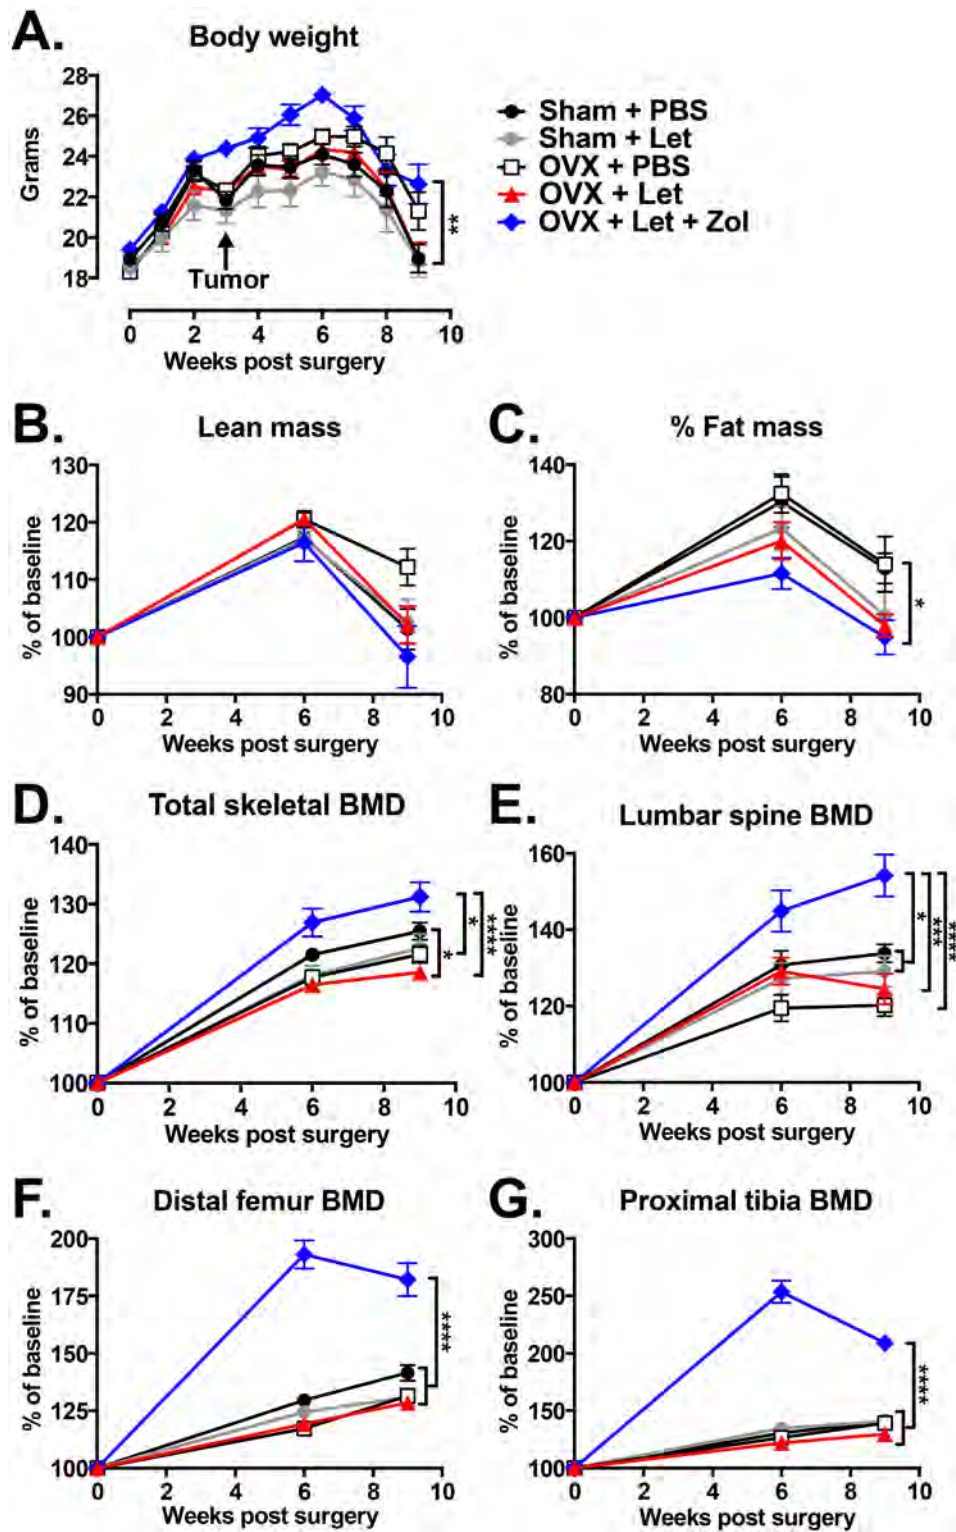 A.
Body weight
28
26
24
22
20
18
Grams
Tumor
0 2 4 6 8 10
Weeks post surgery
**
Sham + PBS
Sham + Let
OVX + PBS
OVX + Let
OVX + Let + Zol
B.
Lean mass
130
120
110
100
90
% of baseline
0 2 4 6 8 10
Weeks post surgery
C.
% Fat mass
140
120
100
80
% of baseline
*
0 2 4 6 8 10
Weeks post surgery
D.
Total skeletal BMD
140
130
120
110
100
% of baseline
* * ****
0 2 4 6 8 10
Weeks post surgery
E.
Lumbar spine BMD
160
140
120
100
% of baseline
* *** ****
0 2 4 6 8 10
Weeks post surgery
F.
Distal femur BMD
200
175
150
125
100
% of baseline
****
0 2 4 6 8 10
Weeks post surgery
G.
Proximal tibia BMD
300
250
200
150
100
% of baseline
****
0 2 4 6 8 10
Weeks post surgery